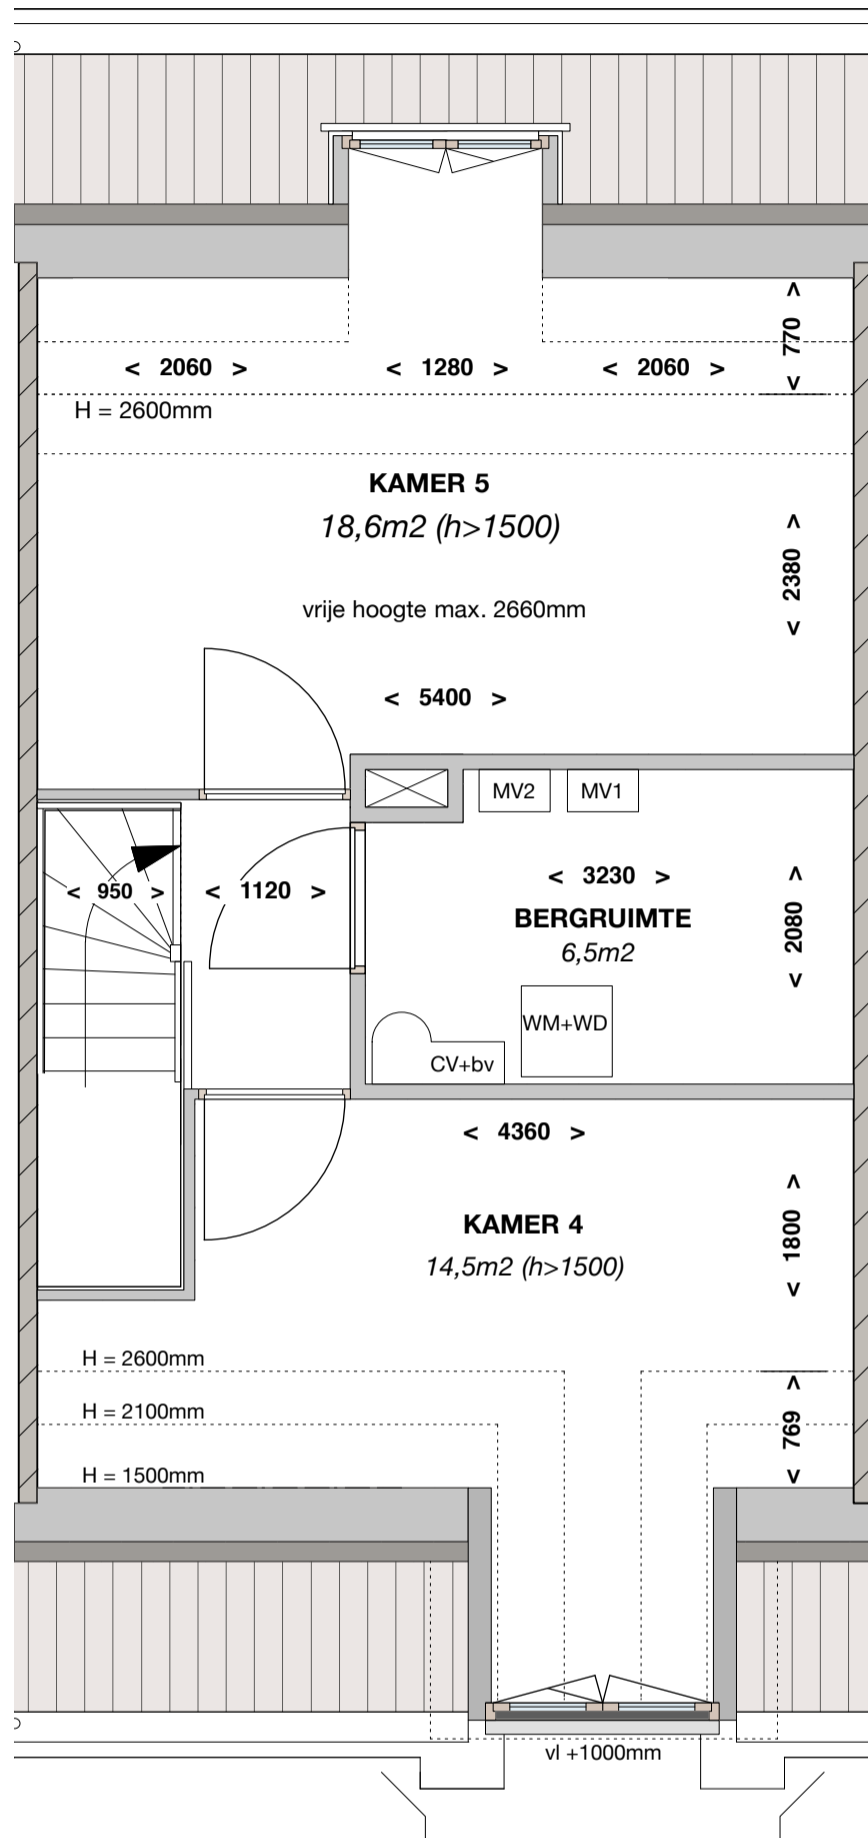 < 770 >
< 2060 >
< 1280 >
< 2060 >
H = 2600mm
KAMER 5
18,6m2 (h>1500)
< 2380 >
vrije hoogte max. 2660mm
< 5400 >
MV2
MV1
< 950 >
< 1120 >
< 3230 >
BERGRUIMTE
6,5m2
< 2080 >
WM+WD
CV+bv
< 4360 >
KAMER 4
14,5m2 (h>1500)
< 1800 >
H = 2600mm
H = 2100mm
< 769 >
H = 1500mm
vl +1000mm